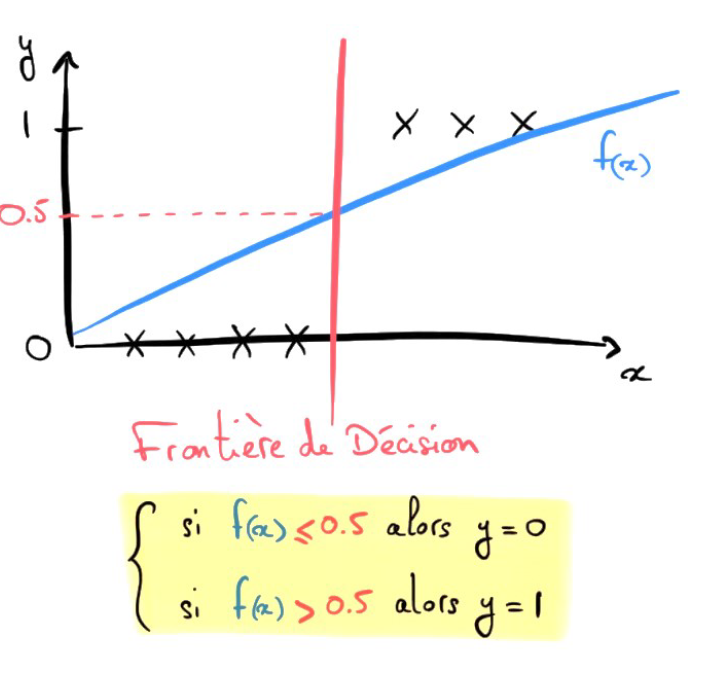 y
1
f(x)
0.5
0
x
Frontière de Décision
si f(x) ≤ 0.5 alors y = 0
si f(x) > 0.5 alors y = 1